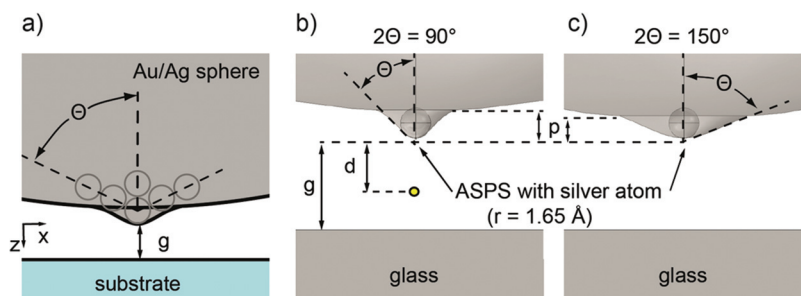 a)
Au/Ag sphere
Θ
g
x
z
substrate
b)
2Θ = 90°
Θ
p
d
g
ASPS with silver atom
(r = 1.65 Å)
glass
c)
2Θ = 150°
Θ
glass